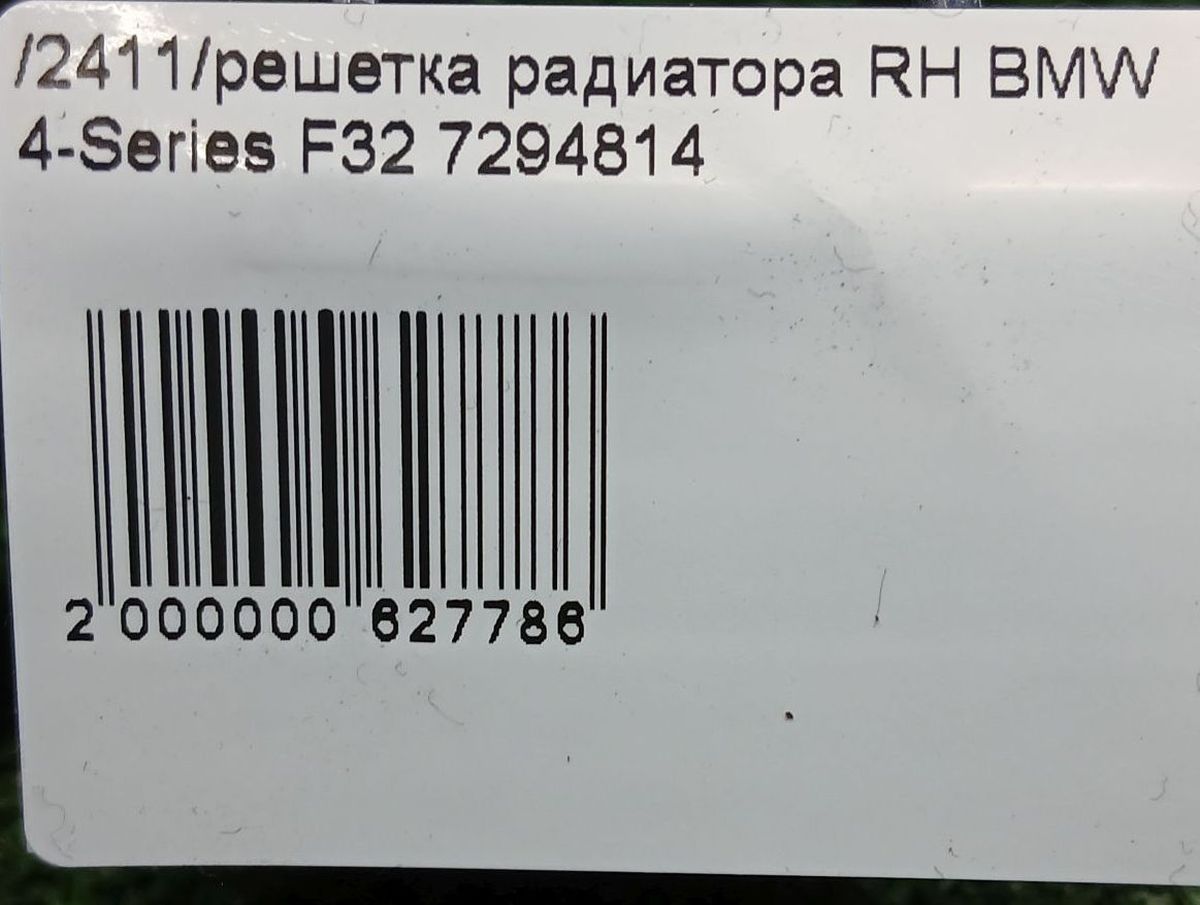 /2411/решетка радиатора RH BMW
4-Series F32 7294814
2 000000 627786